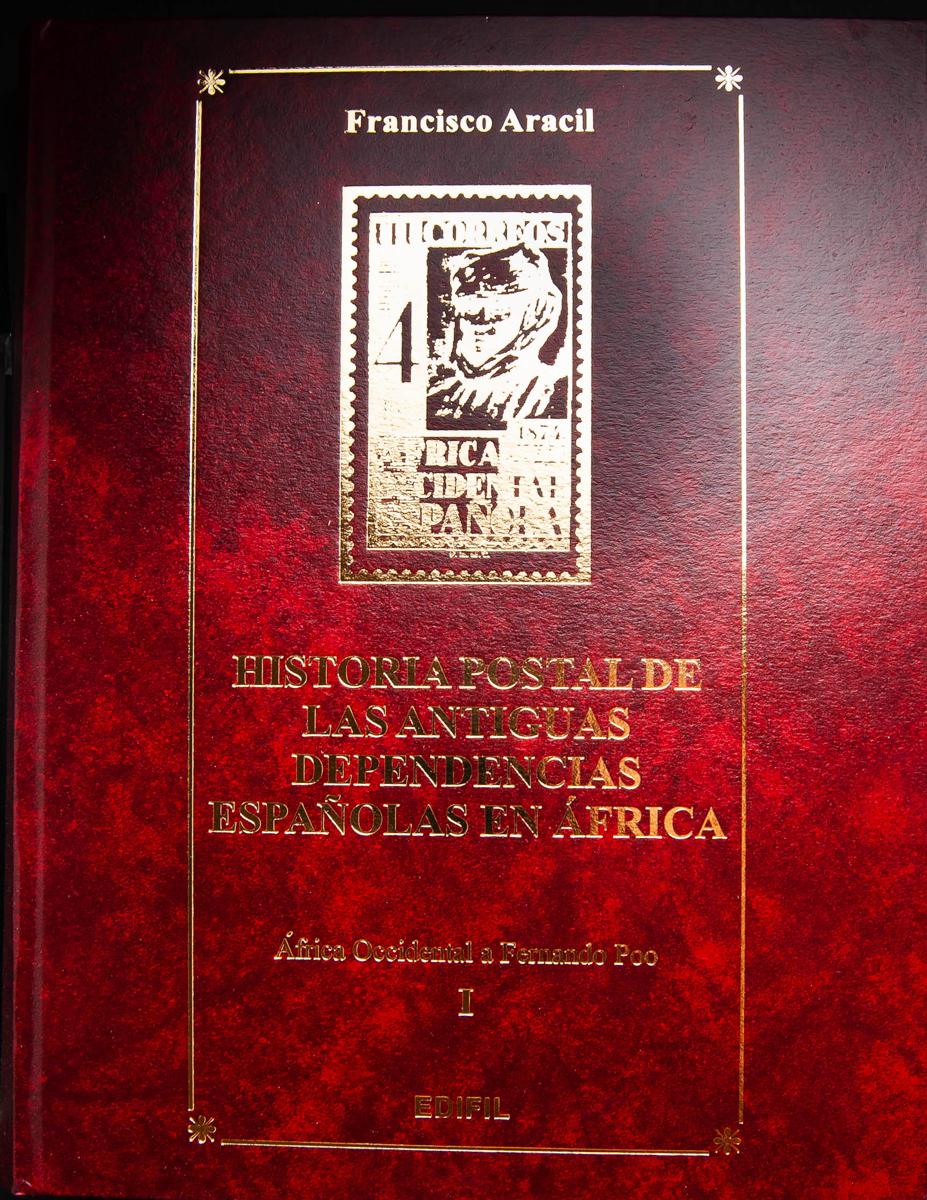 Francisco Aracil
CORREOS
4
1874
AFRICA
OCCIDENTAL
ESPAÑOLA
HISTORIA POSTAL DE
LAS ANTIGUAS
DEPENDENCIAS
ESPAÑOLAS EN ÁFRICA
África Occidental a Fernando Poo
I
EDIFIL